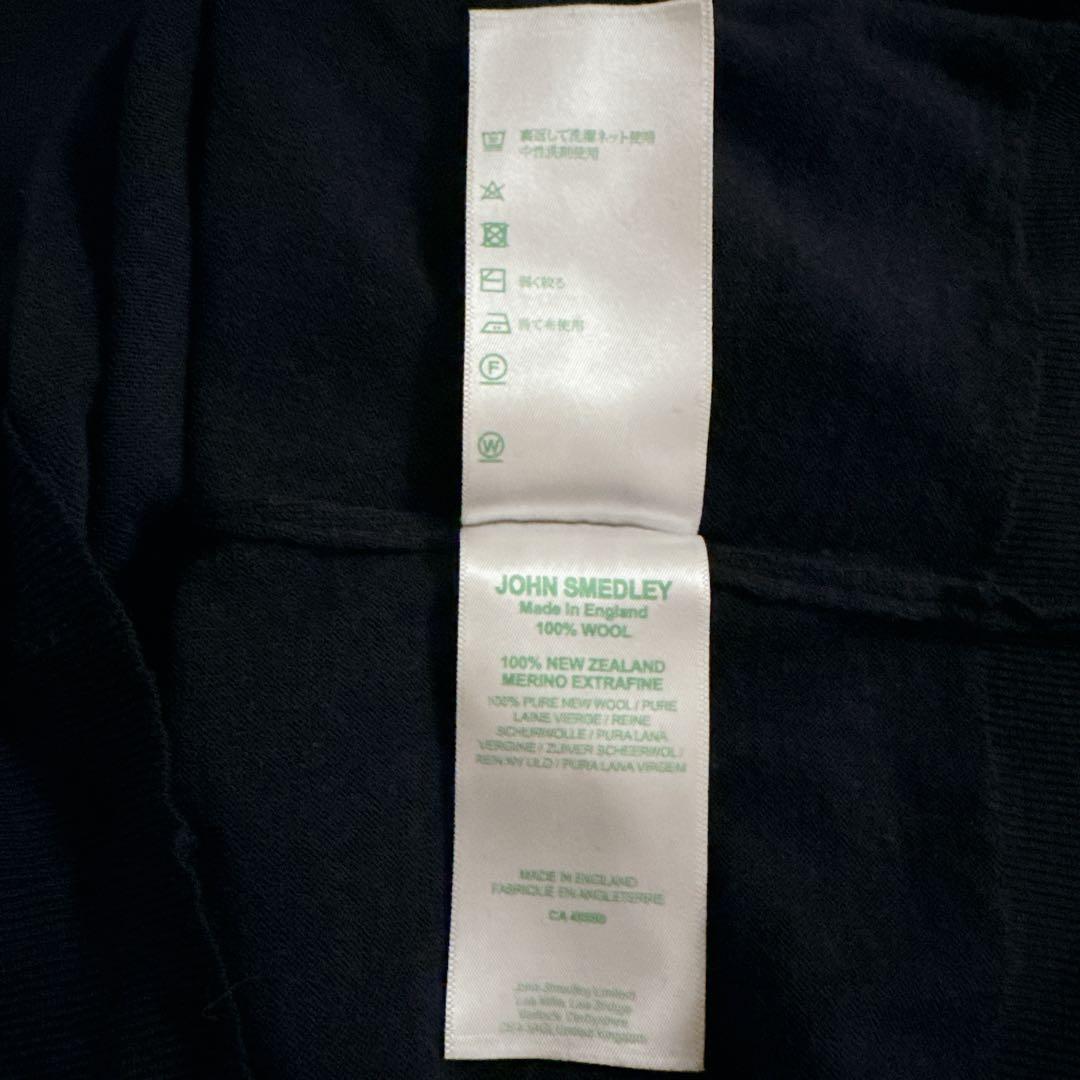 裏返して洗濯ネット使用
中性洗剤使用
弱く絞る
当て布使用
F
W
JOHN SMEDLEY
Made in England
100% WOOL
100% NEW ZEALAND
MERINO EXTRAFINE
100% PURE NEW WOOL / PURE
LAINE VIERGE / REINE
SCHURWOLLE / PURA LANA
VERGINE / ZUIVER SCHEERWOL /
REN NY ULD / PURA LANA VIRGEM
MADE IN ENGLAND
FABRIQUE EN ANGLETERRE
CA
John Smedley Limited
Lea Mills, Lea Bridge
Matlock, Derbyshire
United Kingdom